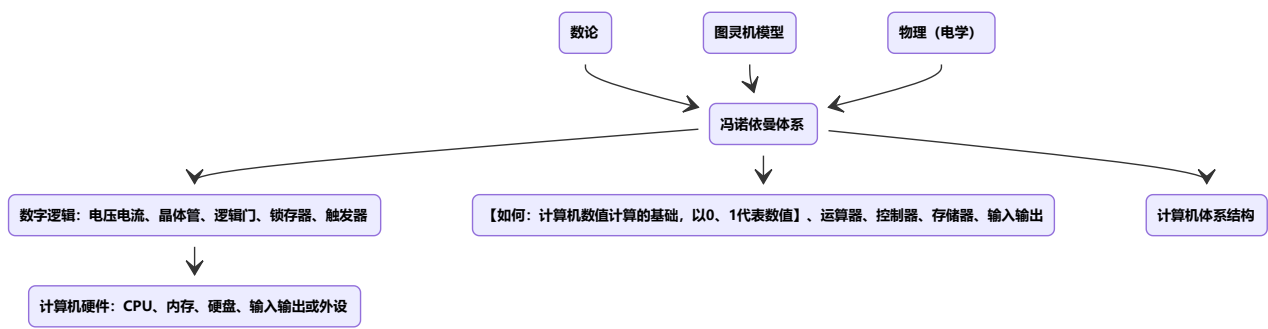 数论
图灵机模型
物理（电学）
冯诺依曼体系
数字逻辑：电压电流、晶体管、逻辑门、锁存器、触发器
【如何：计算机数值计算的基础，以0、1代表数值】、运算器、控制器、存储器、输入输出
计算机体系结构
计算机硬件：CPU、内存、硬盘、输入输出或外设